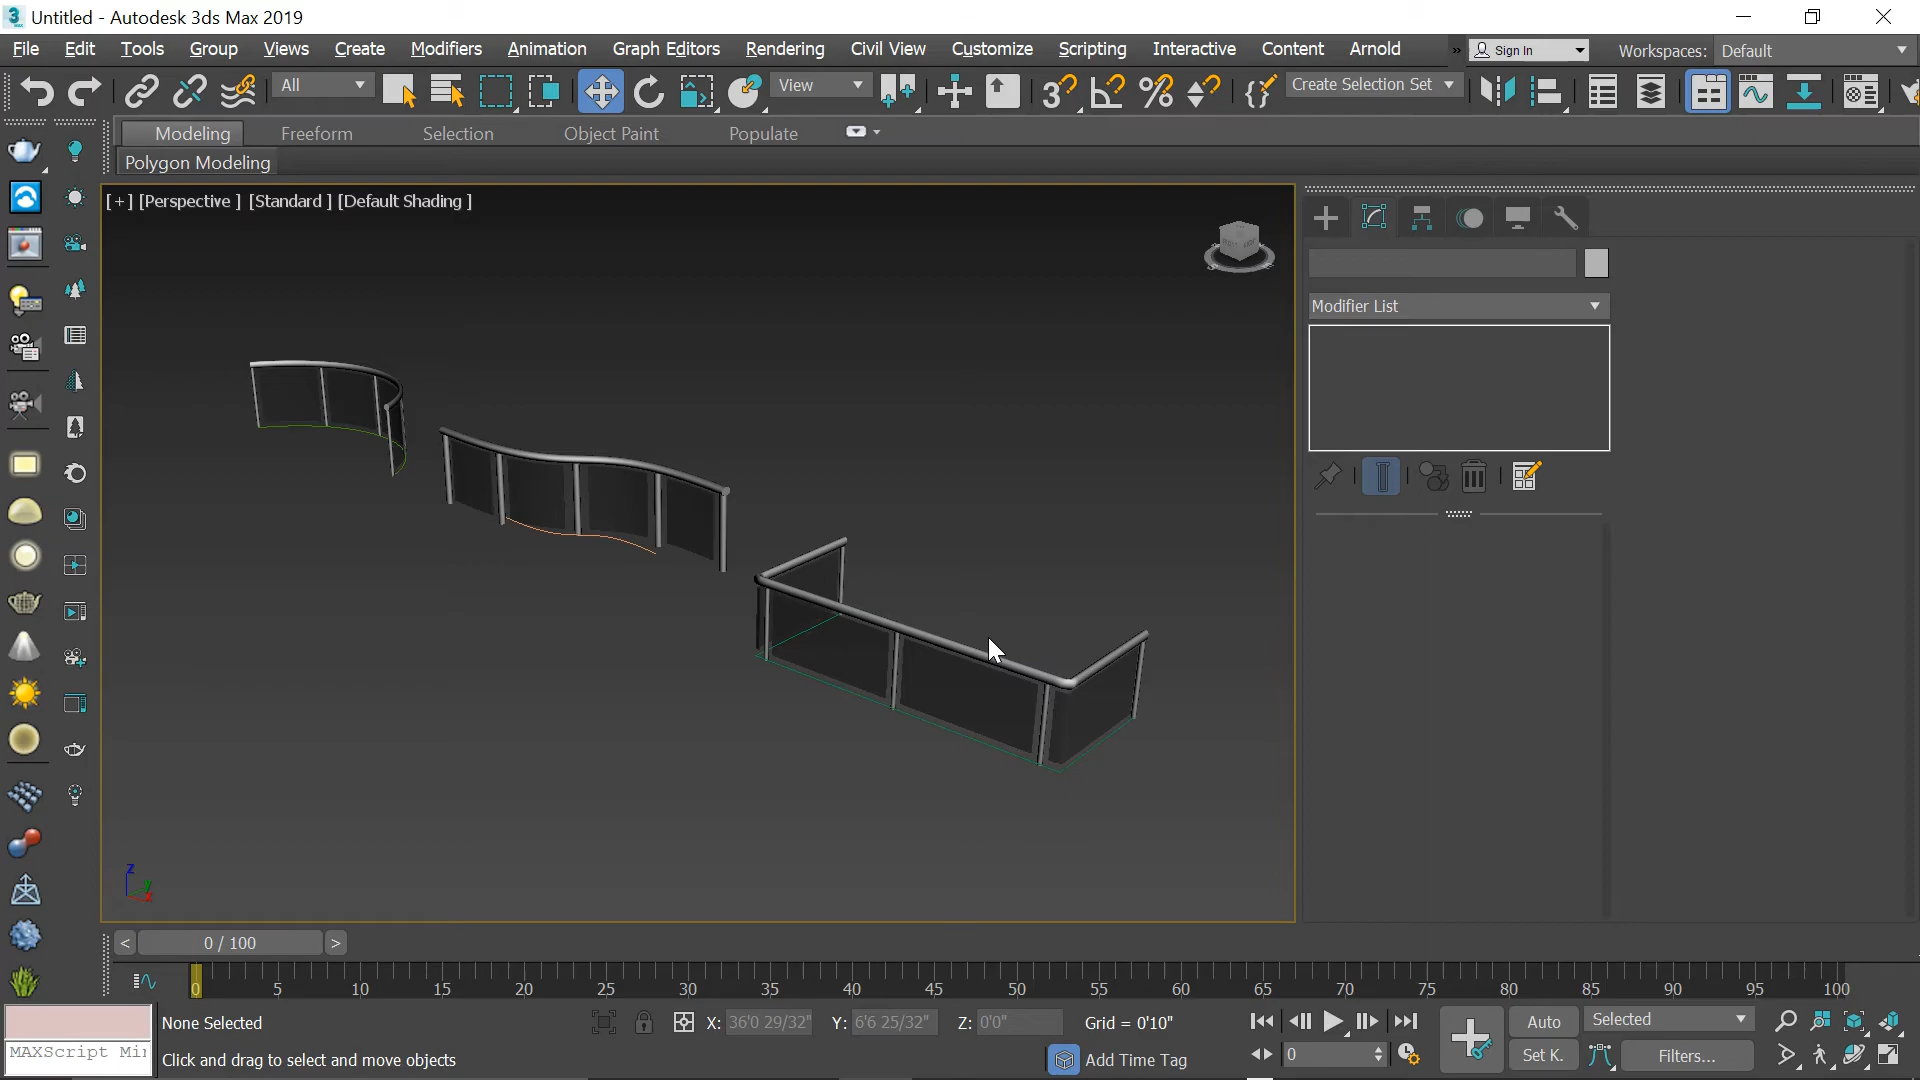 Untitled - Autodesk 3ds Max 2019
File Edit Tools Group Views Create Modifiers Animation Graph Editors Rendering Civil View Customize Scripting Interactive Content Arnold » Sign In Workspaces: Default
All View Create Selection Set
Modeling Freeform Selection Object Paint Populate
Polygon Modeling
[+] [Perspective ] [Standard ] [Default Shading ]
Modifier List
z
y
x
< 0 / 100 >
0 5 10 15 20 25 30 35 40 45 50 55 60 65 70 75 80 85 90 95 100
None Selected X: 36'0 29/32" Y: 6'6 25/32" Z: 0'0" Grid = 0'10" Auto Selected
MAXScript Mi Click and drag to select and move objects Add Time Tag 0 Set K. Filters...